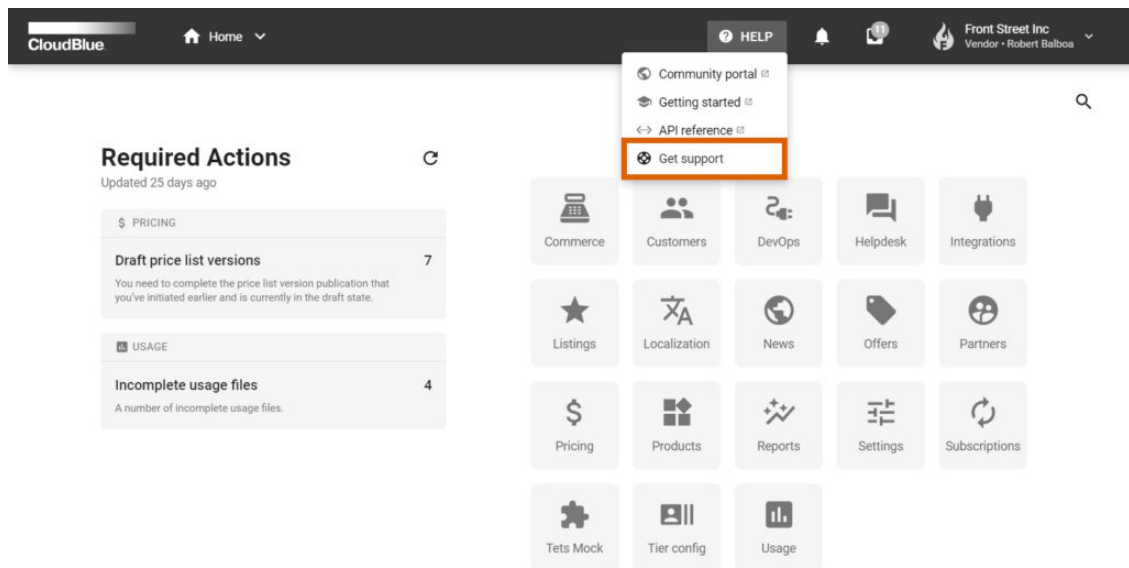 CloudBlue
Home
HELP
11
Front Street Inc
Vendor • Robert Balboa
Community portal
Getting started
API reference
Get support
Required Actions
Updated 25 days ago
$ PRICING
Draft price list versions 7
You need to complete the price list version publication that
you've initiated earlier and is currently in the draft state.
USAGE
Incomplete usage files 4
A number of incomplete usage files.
Commerce Customers DevOps Helpdesk Integrations
Listings Localization News Offers Partners
Pricing Products Reports Settings Subscriptions
Tets Mock Tier config Usage